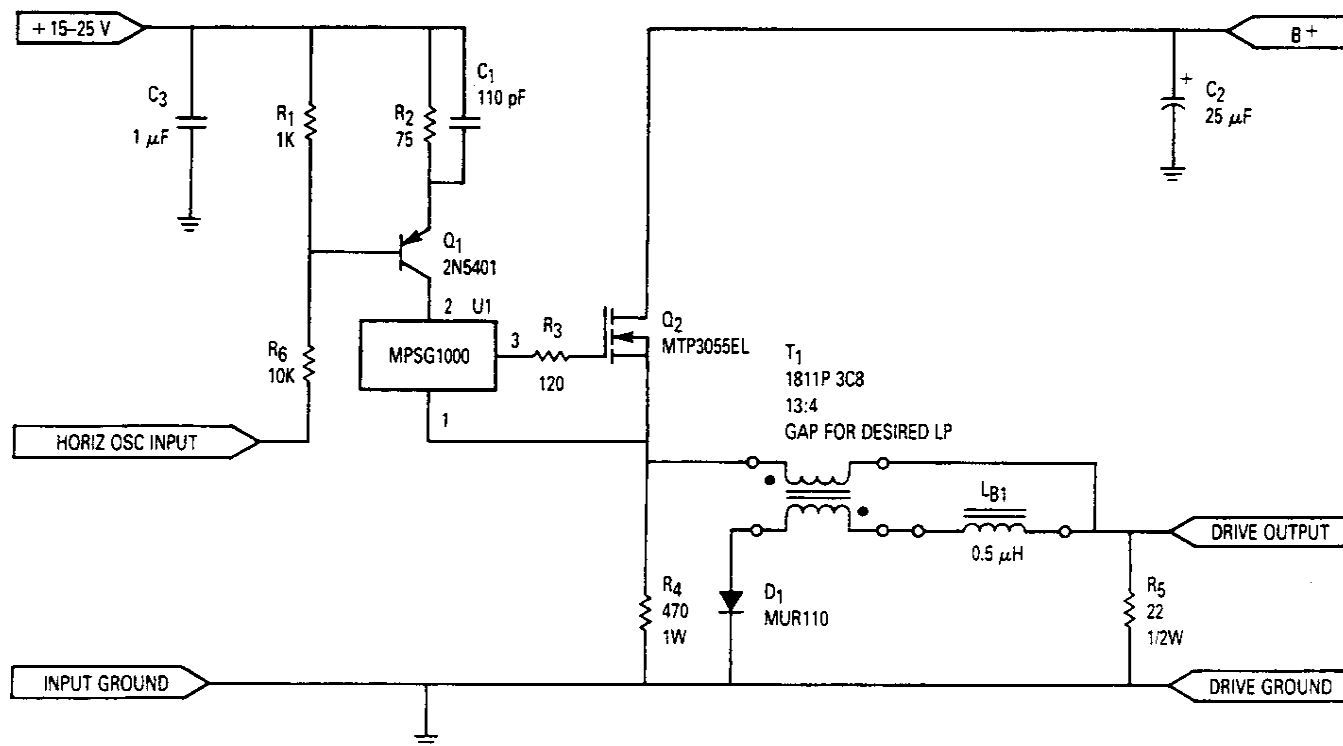 + 15–25 V
B +
C1
110 pF
C3
1 μF
R1
1K
R2
75
+
C2
25 μF
Q1
2N5401
2
U1
MPSG1000
3
R3
120
Q2
MTP3055EL
R6
10K
1
T1
1811P 3C8
13:4
GAP FOR DESIRED LP
HORIZ OSC INPUT
LB1
0.5 μH
DRIVE OUTPUT
R4
470
1W
D1
MUR110
R5
22
1/2W
INPUT GROUND
DRIVE GROUND